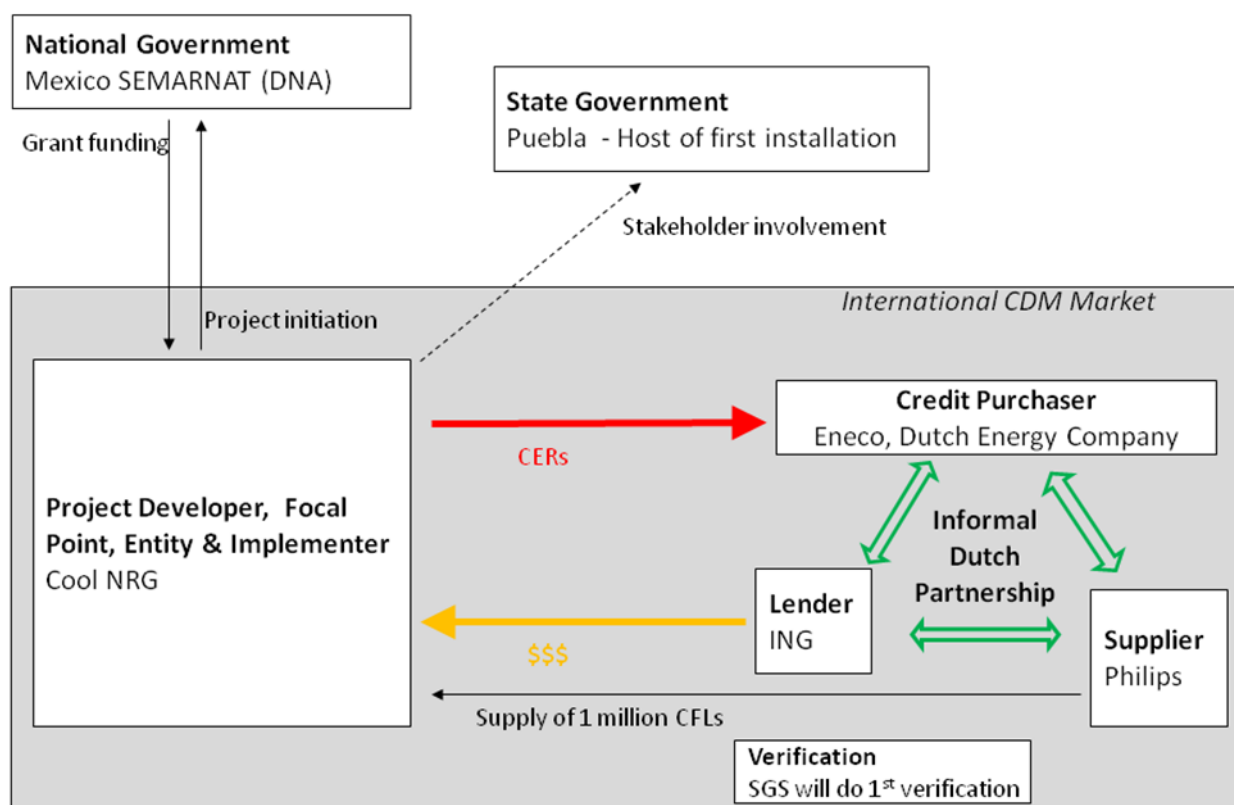 National Government
Mexico SEMARNAT (DNA)
State Government
Puebla - Host of first installation
Grant funding
Stakeholder involvement
Project initiation
International CDM Market
Project Developer, Focal
Point, Entity & Implementer
Cool NRG
CERs
Credit Purchaser
Eneco, Dutch Energy Company
Informal
Dutch
Partnership
Lender
ING
$$$
Supplier
Philips
Supply of 1 million CFLs
Verification
SGS will do 1st verification